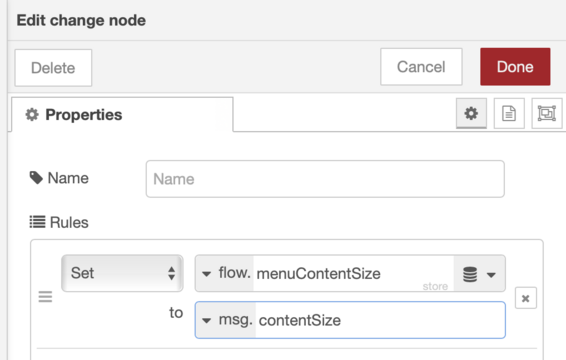 Edit change node
Delete
Cancel
Done
Properties
Name
Name
Rules
Set
flow. menuContentSize
store
to
msg. contentSize